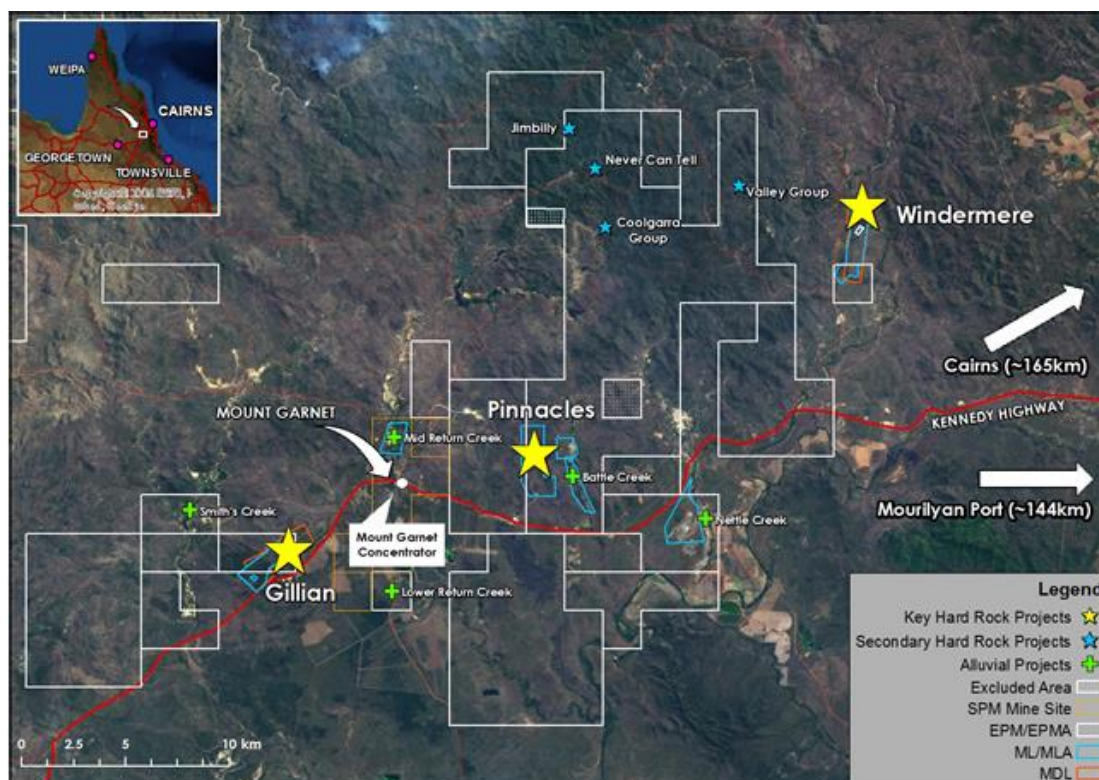 WEIPA
CAIRNS
GEORGETOWN
TOWNSVILLE
Jimbilly
Never Can Tell
Valley Group
Coolgarra
Group
Windermere
Cairns (~165km)
KENNEDY HIGHWAY
Pinnacles
MOUNT GARNET
Mid Return Creek
Battle Creek
Mourilyan Port (~144km)
Smith's Creek
Nettle Creek
Mount Garnet
Concentrator
Gillian
Lower Return Creek
Legend
Key Hard Rock Projects
Secondary Hard Rock Projects
Alluvial Projects
Excluded Area
SPM Mine Site
EPM/EPMA
ML/MLA
MDL
0 2.5 5 10 km